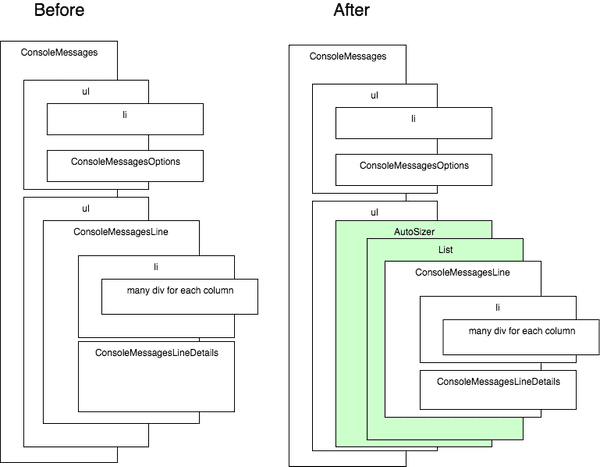 Before
ConsoleMessages
ul
li
ConsoleMessagesOptions
ul
ConsoleMessagesLine
li
many div for each column
ConsoleMessagesLineDetails
After
ConsoleMessages
ul
li
ConsoleMessagesOptions
ul
AutoSizer
List
ConsoleMessagesLine
li
many div for each column
ConsoleMessagesLineDetails